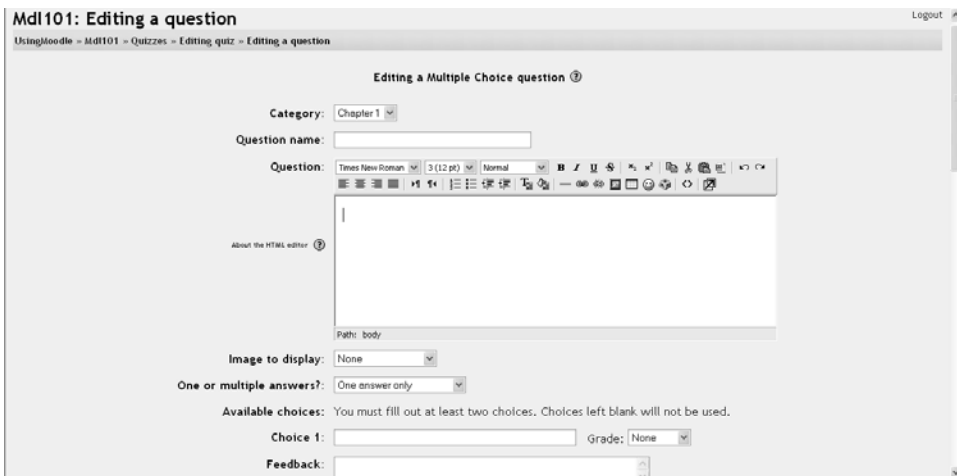 Mdl101: Editing a question
Logout
UsingMoodle » Mdl101 » Quizzes » Editing quiz » Editing a question
Editing a Multiple Choice question ?
Category: Chapter 1
Question name:
Question: Times New Roman 3 (12 pt) Normal B I U S x₂ x²
About the HTML editor ?
Path: body
Image to display: None
One or multiple answers?: One answer only
Available choices: You must fill out at least two choices. Choices left blank will not be used.
Choice 1: Grade: None
Feedback: